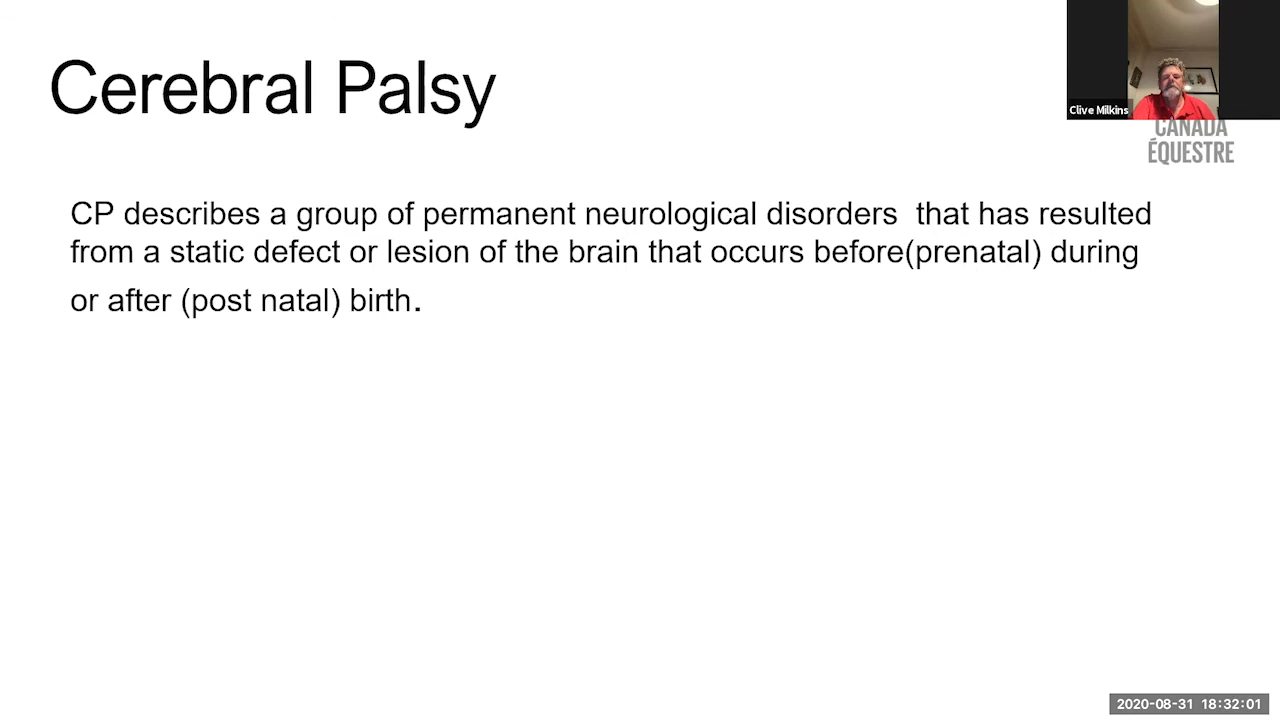 Cerebral Palsy
Clive Milkins
CANADA
ÉQUESTRE
CP describes a group of permanent neurological disorders  that has resulted
from a static defect or lesion of the brain that occurs before(prenatal) during
or after (post natal) birth.
2020-08-31 18:32:01